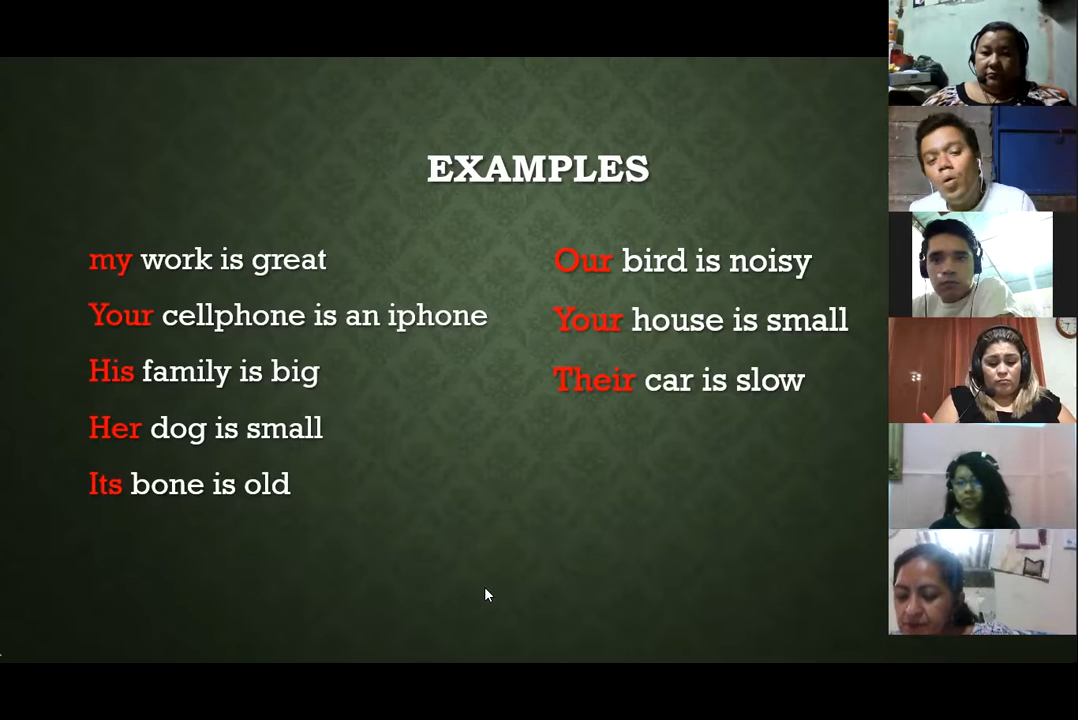 EXAMPLES
my work is great
Your cellphone is an iphone
His family is big
Her dog is small
Its bone is old
Our bird is noisy
Your house is small
Their car is slow